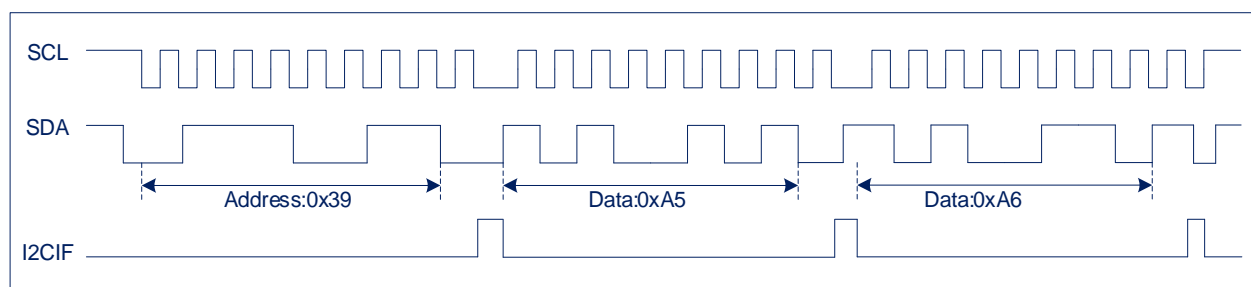 SCL
SDA
Address:0x39
Data:0xA5
Data:0xA6
I2CIF